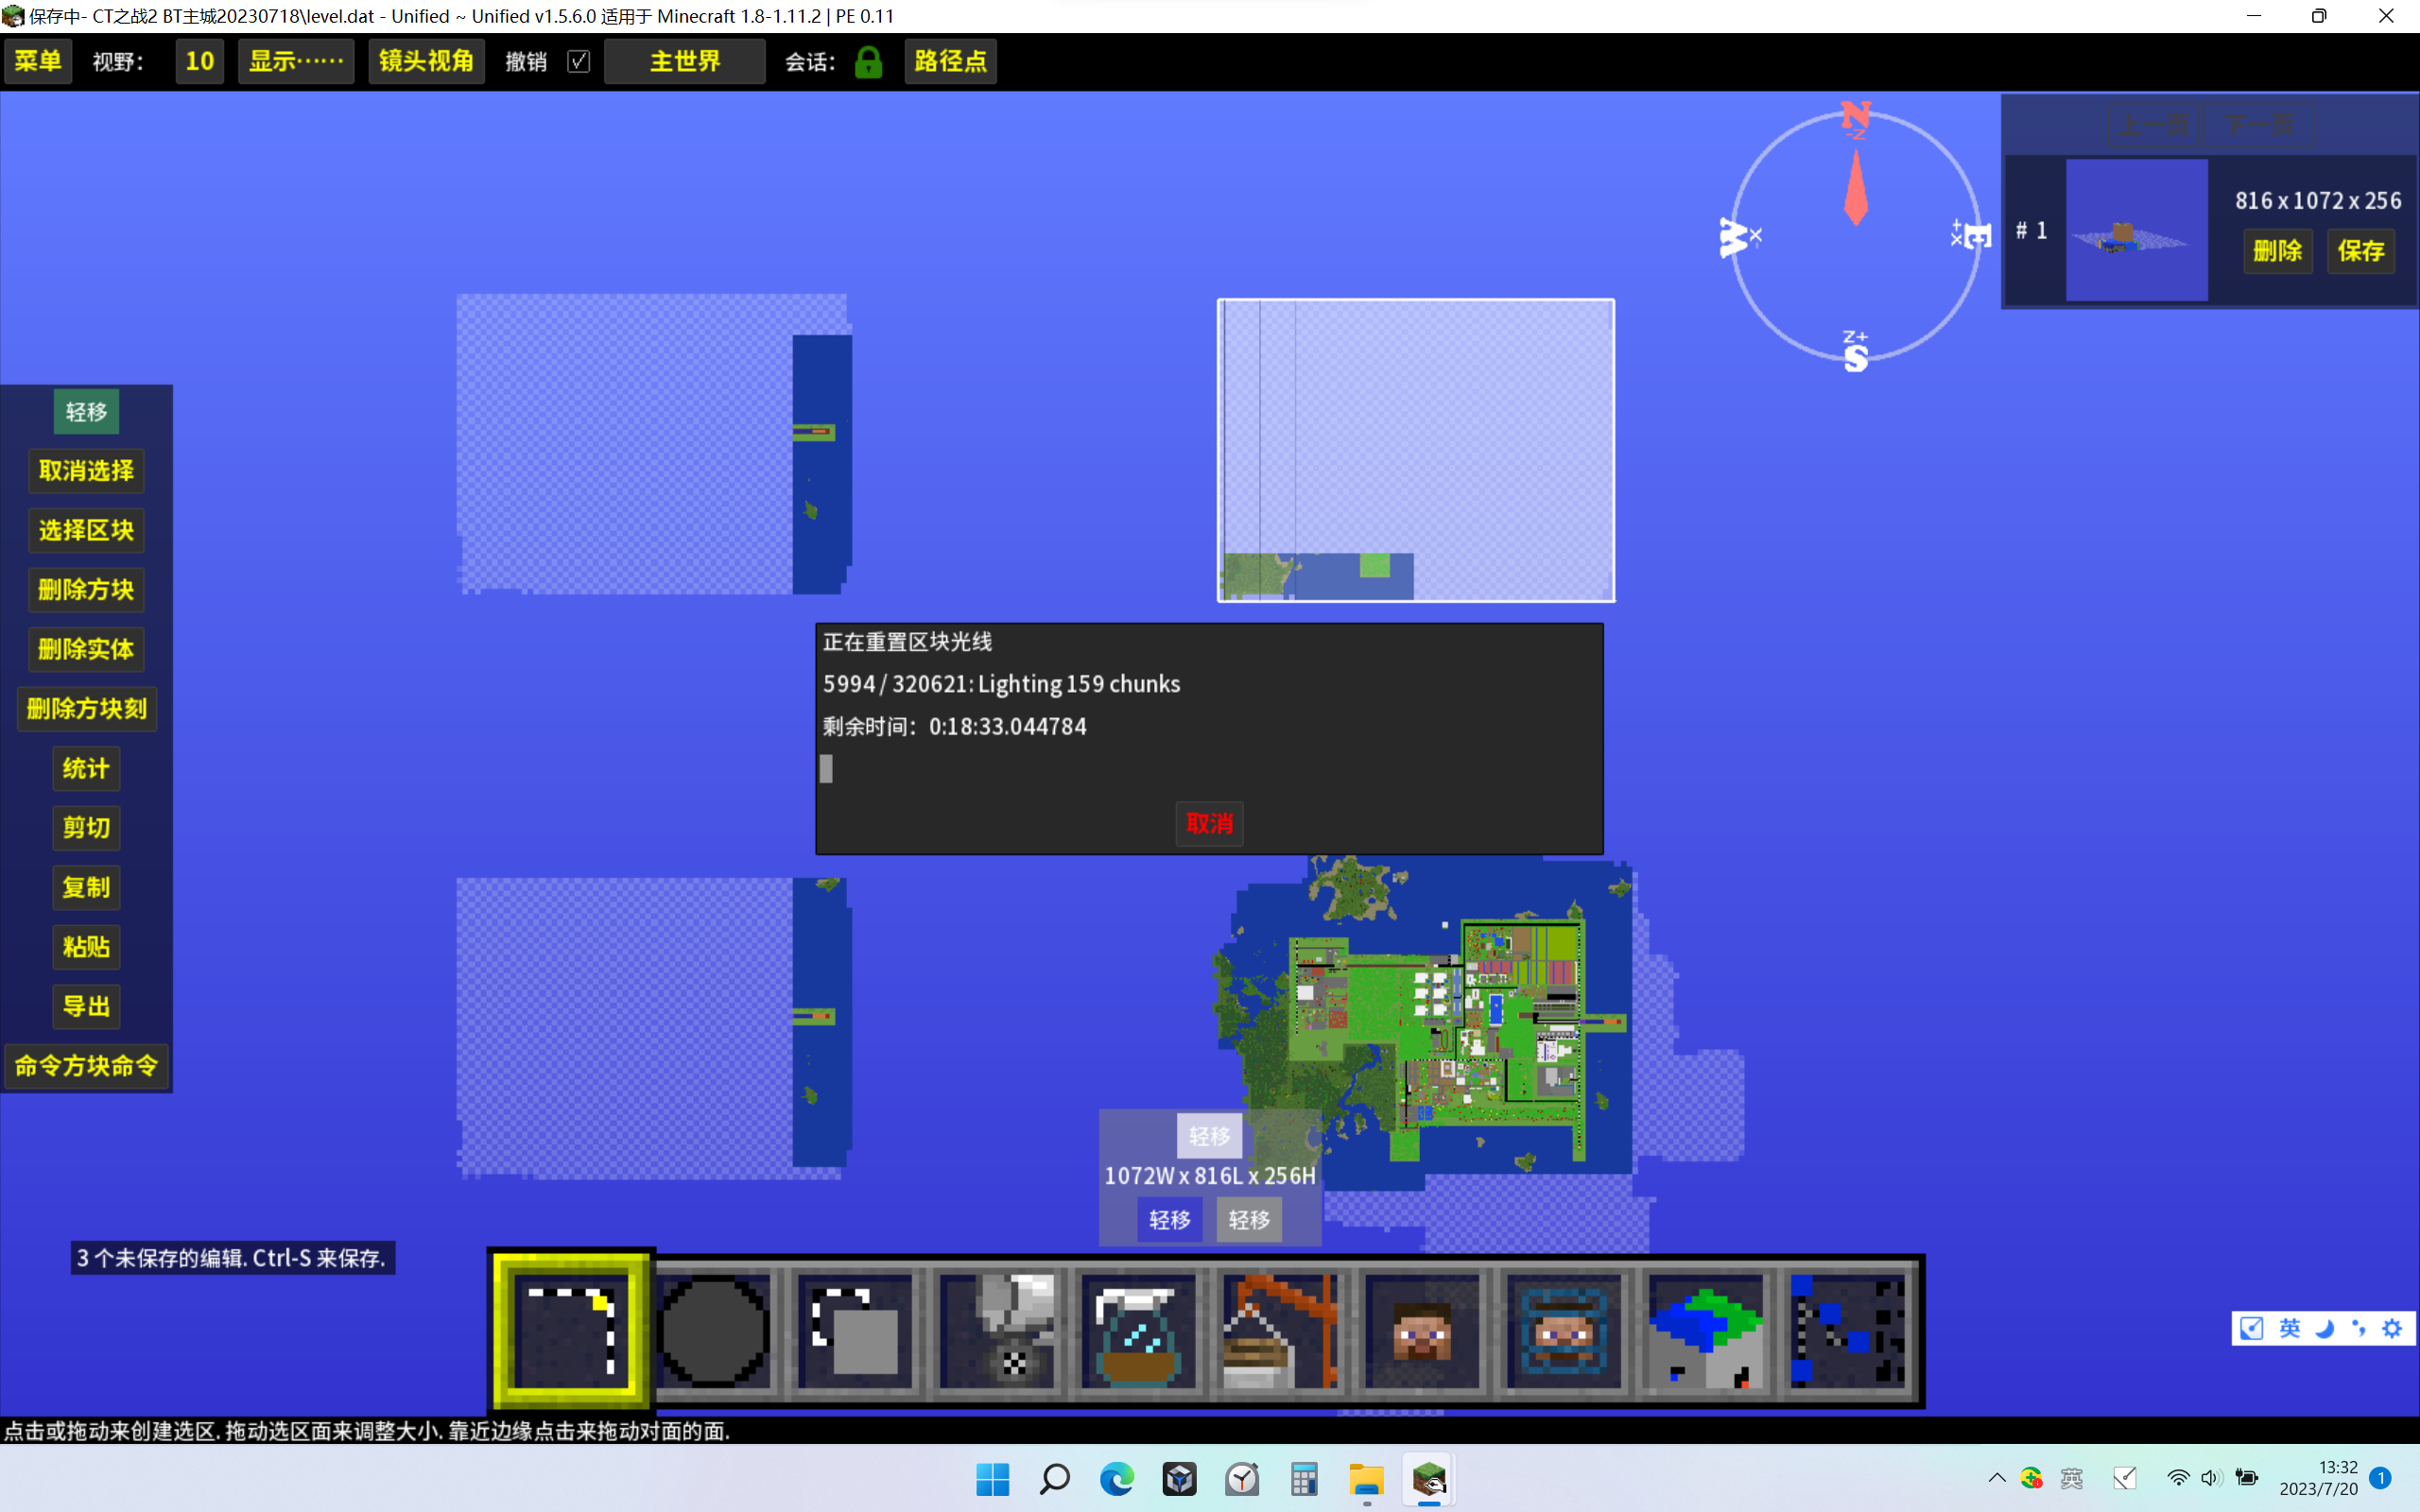 保存中- CT之战2 BT主城20230718\level.dat - Unified ~ Unified v1.5.6.0 适用于 Minecraft 1.8-1.11.2 | PE 0.11
菜单 视野： 10 显示…… 镜头视角 撤销 主世界 会话： 路径点
N
-Z
W
X-
+X
E
Z+
S
上一页 下一页
# 1
816 x 1072 x 256
删除 保存
轻移
取消选择
选择区块
删除方块
删除实体
删除方块刻
统计
剪切
复制
粘贴
导出
命令方块命令
正在重置区块光线
5994 / 320621: Lighting 159 chunks
剩余时间： 0:18:33.044784
取消
轻移
1072W x 816L x 256H
轻移 轻移
3 个未保存的编辑. Ctrl-S 来保存.
英
点击或拖动来创建选区. 拖动选区面来调整大小. 靠近边缘点击来拖动对面的面.
英
13:32
2023/7/20
1